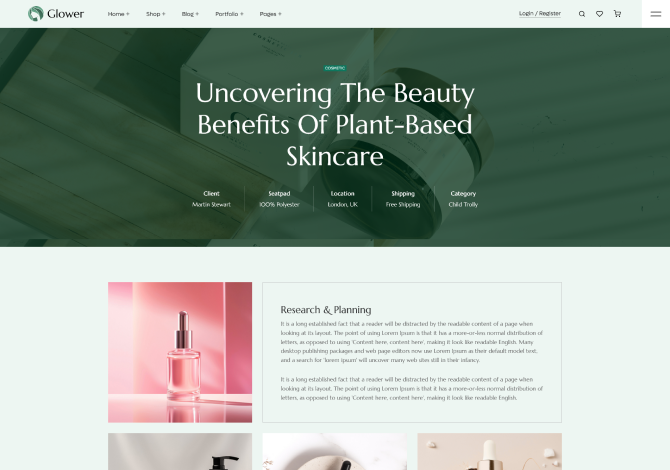 Glower
Home + Shop + Blog + Portfolio + Pages + Login / Register
COSMETIC
Uncovering The Beauty
Benefits Of Plant-Based
Skincare
Client Seatpad Location Shipping Category
Martin Stewart 100% Polyester London, UK Free Shipping Child Trolly
Research & Planning
It is a long established fact that a reader will be distracted by the readable content of a page when
looking at its layout. The point of using Lorem Ipsum is that it has a more-or-less normal distribution of
letters, as opposed to using 'Content here, content here', making it look like readable English. Many
desktop publishing packages and web page editors now use Lorem Ipsum as their default model text,
and a search for 'lorem ipsum' will uncover many web sites still in their infancy.
It is a long established fact that a reader will be distracted by the readable content of a page when
looking at its layout. The point of using Lorem Ipsum is that it has a more-or-less normal distribution of
letters, as opposed to using 'Content here, content here', making it look like readable English.